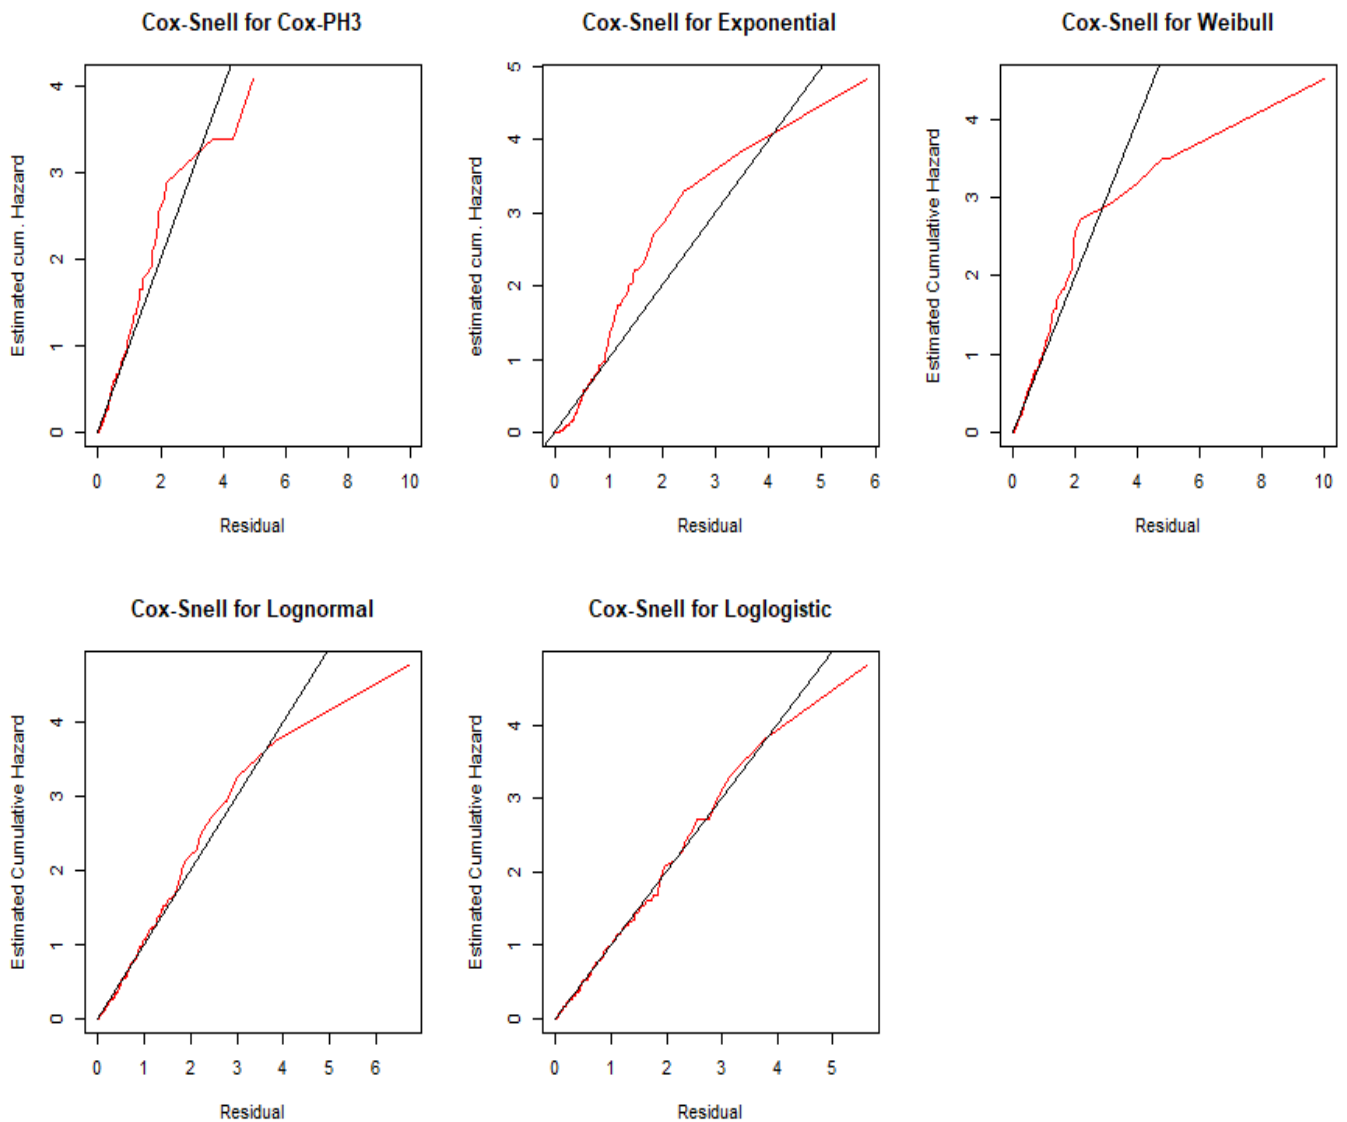 Cox-Snell for Cox-PH3
Estimated cum. Hazard
4
3
2
1
0
0 2 4 6 8 10
Residual
Cox-Snell for Exponential
estimated cum. Hazard
5
4
3
2
1
0
0 1 2 3 4 5 6
Residual
Cox-Snell for Weibull
Estimated Cumulative Hazard
4
3
2
1
0
0 2 4 6 8 10
Residual
Cox-Snell for Lognormal
Estimated Cumulative Hazard
4
3
2
1
0
0 1 2 3 4 5 6
Residual
Cox-Snell for Loglogistic
Estimated Cumulative Hazard
4
3
2
1
0
0 1 2 3 4 5
Residual